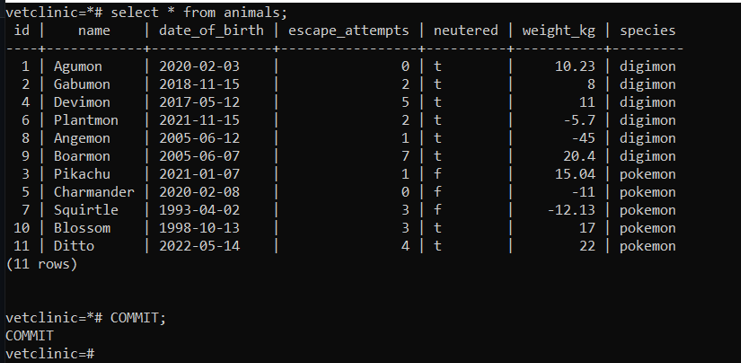 vetclinic=*# select * from animals;
 id |    name    | date_of_birth | escape_attempts | neutered | weight_kg | species
----+------------+---------------+-----------------+----------+-----------+---------
  1 | Agumon     | 2020-02-03    |               0 | t        |     10.23 | digimon
  2 | Gabumon    | 2018-11-15    |               2 | t        |         8 | digimon
  4 | Devimon    | 2017-05-12    |               5 | t        |        11 | digimon
  6 | Plantmon   | 2021-11-15    |               2 | t        |      -5.7 | digimon
  8 | Angemon    | 2005-06-12    |               1 | t        |       -45 | digimon
  9 | Boarmon    | 2005-06-07    |               7 | t        |      20.4 | digimon
  3 | Pikachu    | 2021-01-07    |               1 | f        |     15.04 | pokemon
  5 | Charmander | 2020-02-08    |               0 | f        |       -11 | pokemon
  7 | Squirtle   | 1993-04-02    |               3 | f        |    -12.13 | pokemon
 10 | Blossom    | 1998-10-13    |               3 | t        |        17 | pokemon
 11 | Ditto      | 2022-05-14    |               4 | t        |        22 | pokemon
(11 rows)
vetclinic=*# COMMIT;
COMMIT
vetclinic=#